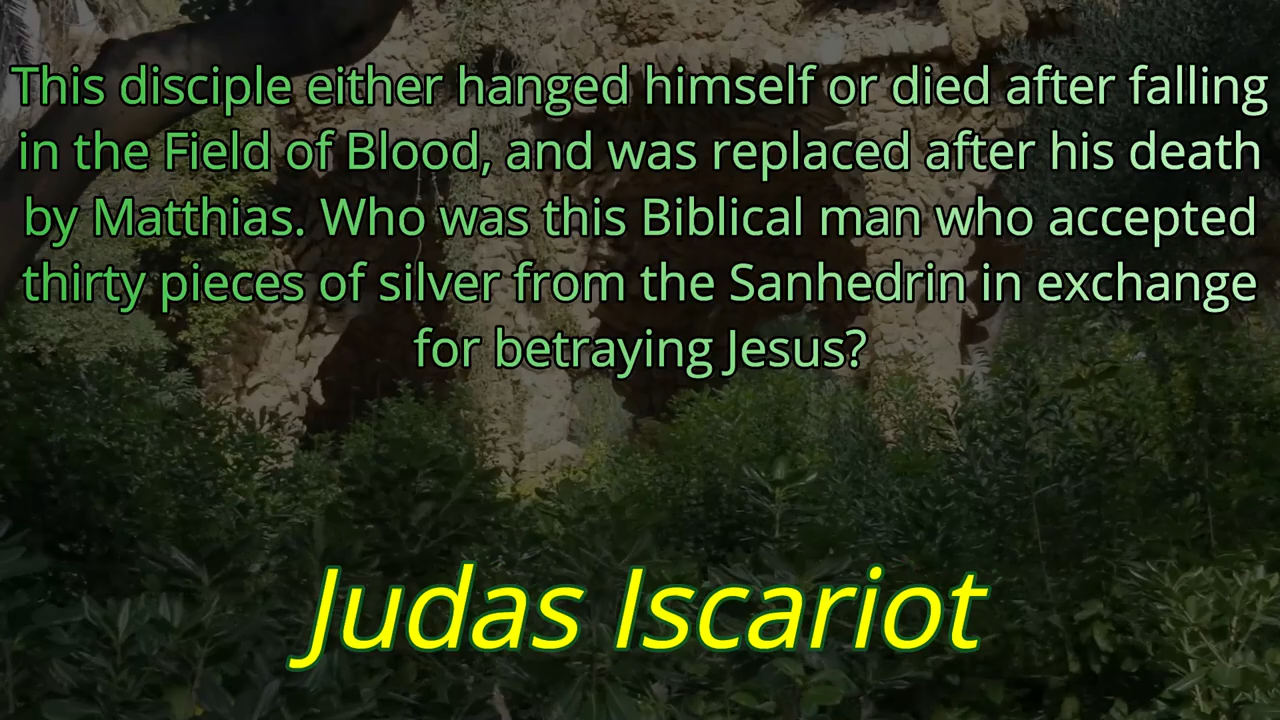 This disciple either hanged himself or died after falling
in the Field of Blood, and was replaced after his death
by Matthias. Who was this Biblical man who accepted
thirty pieces of silver from the Sanhedrin in exchange
for betraying Jesus?
Judas Iscariot